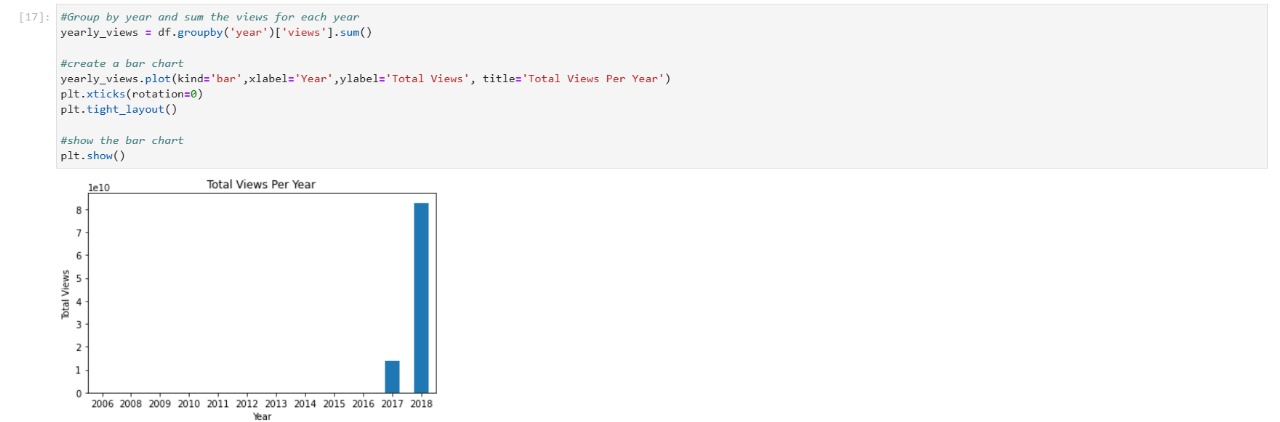 [17]: #Group by year and sum the views for each year
yearly_views = df.groupby('year')['views'].sum()
#create a bar chart
yearly_views.plot(kind='bar',xlabel='Year',ylabel='Total Views', title='Total Views Per Year')
plt.xticks(rotation=0)
plt.tight_layout()
#show the bar chart
plt.show()
Total Views Per Year
1e10
8
7
6
5
4
3
2
1
0
Total Views
2006 2008 2009 2010 2011 2012 2013 2014 2015 2016 2017 2018
Year